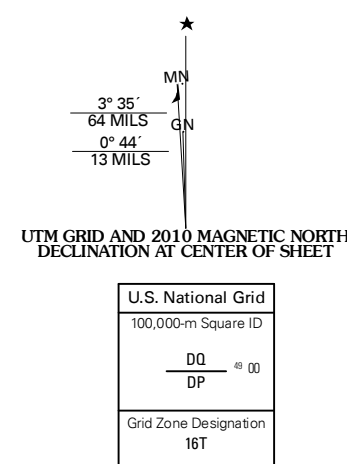 MN
3° 35´
64 MILS
GN
0° 44´
13 MILS
UTM GRID AND 2010 MAGNETIC NORTH
DECLINATION AT CENTER OF SHEET
U.S. National Grid
100,000-m Square ID
DQ
49 00
DP
Grid Zone Designation
16T